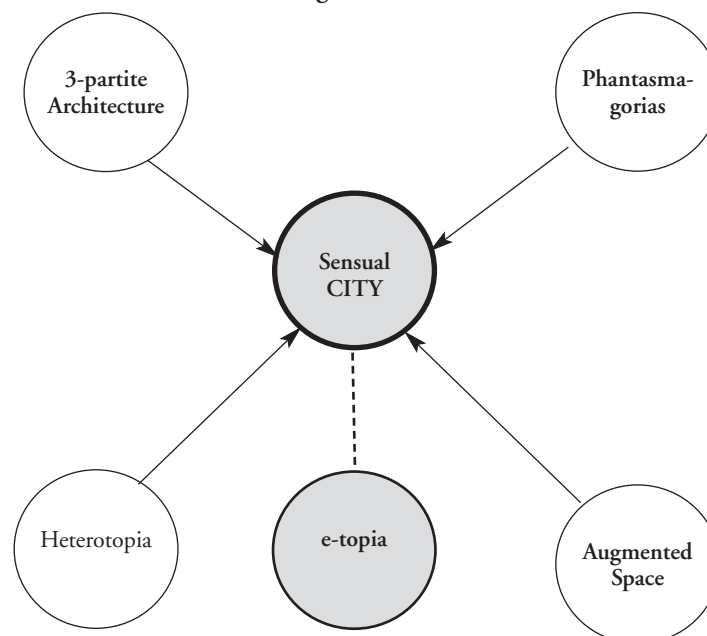 3-partite
Architecture
Phantasma-
gorias
Sensual
CITY
Heterotopia
e-topia
Augmented
Space